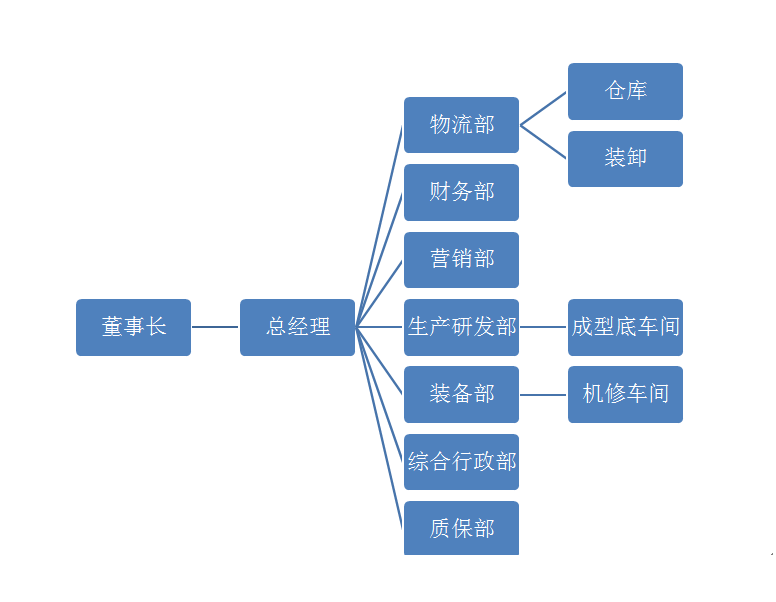 董事长
总经理
物流部
仓库
装卸
财务部
营销部
生产研发部
成型底车间
装备部
机修车间
综合行政部
质保部